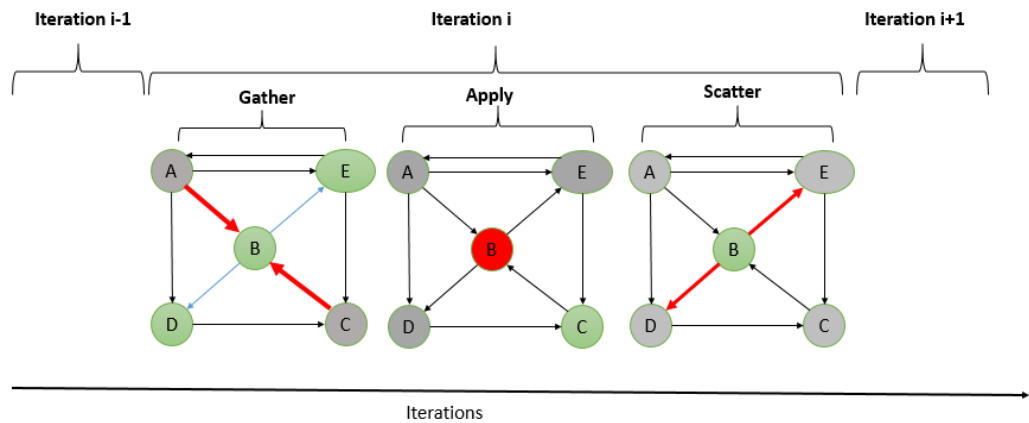 Iteration i-1
Iteration i
Iteration i+1
Gather
Apply
Scatter
A
E
B
D
C
A
E
B
D
C
A
E
B
D
C
Iterations